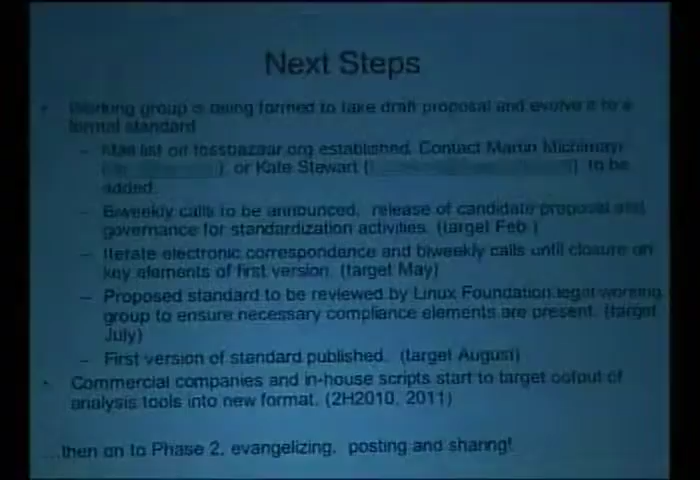 Next Steps
• Working group is being formed to take draft proposal and evolve it to a
formal standard
– Mail list on fossbazaar.org established. Contact Martin Michlmayr
( ) or Kate Stewart ( ) to be
added.
– Biweekly calls to be announced, release of candidate proposal and
governance for standardization activities. (target Feb.)
– Iterate electronic correspondence and biweekly calls until closure on
key elements of first version. (target May)
– Proposed standard to be reviewed by Linux Foundation legal working
group to ensure necessary compliance elements are present. (target
July)
– First version of standard published. (target August)
• Commercial companies and in-house scripts start to target output of
analysis tools into new format. (2H2010, 2011)
...then on to Phase 2, evangelizing, posting and sharing!